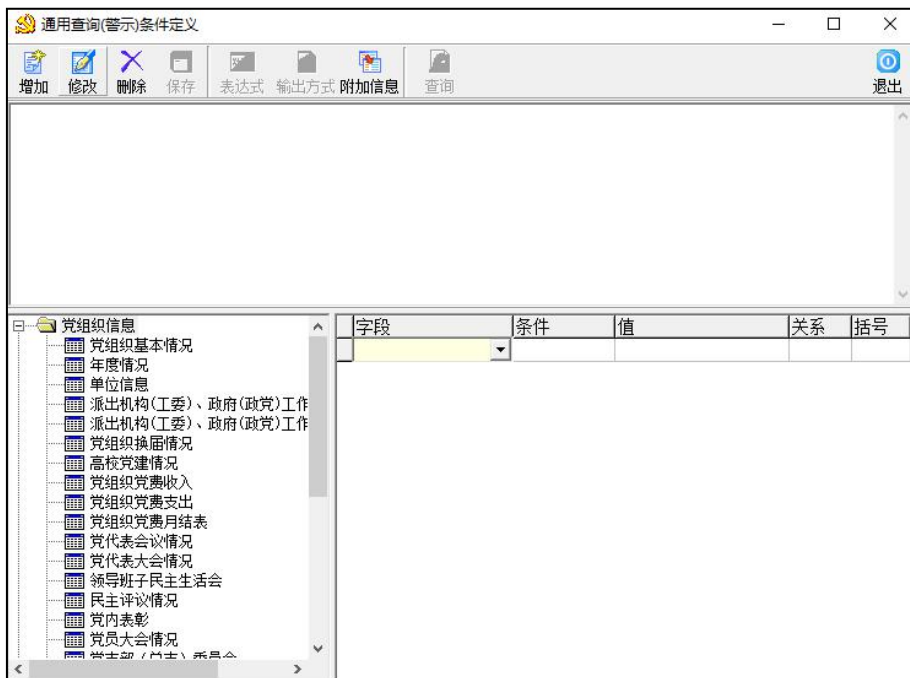 通用查询(警示)条件定义
增加 修改 删除 保存 表达式 输出方式 附加信息 查询 退出
党组织信息
党组织基本情况
年度情况
单位信息
派出机构(工委)、政府(政党)工作
派出机构(工委)、政府(政党)工作
党组织换届情况
高校党建情况
党组织党费收入
党组织党费支出
党组织党费月结表
党代表会议情况
党代表大会情况
领导班子民主生活会
民主评议情况
党内表彰
党员大会情况
党支部(总支)委员会
字段 条件 值 关系 括号